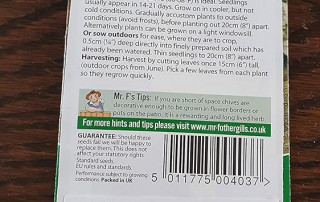 usually appear in 14-21 days. Grow on in cooler, but not
cold conditions. Gradually accustom plants to outside
conditions (avoid frosts), before planting out 20cm (8") apart.
Alternatively plants can be grown on a light windowsill.
Or sow outdoors for ease, where they are to crop,
0.5cm (¼") deep directly into finely prepared soil which has
already been watered. Thin seedlings to 20cm (8") apart.
Harvesting: Harvest by cutting leaves once 15cm (6") tall,
(outdoor crops from June). Pick a few leaves from each plant
so they regrow quickly.
Mr. F's Tips: If you are short of space chives are
decorative enough to be grown in flower borders or
pots on the patio. It is a rewarding and long lived herb.
For more hints and tips please visit www.mr-fothergills.co.uk
GUARANTEE: Should these
seeds fail we will be happy to
replace them. This does not
affect your statutory rights
Standard seeds.
EU rules and standards.
Performance subject to growing
conditions. Packed in UK
5 011775 004037 >